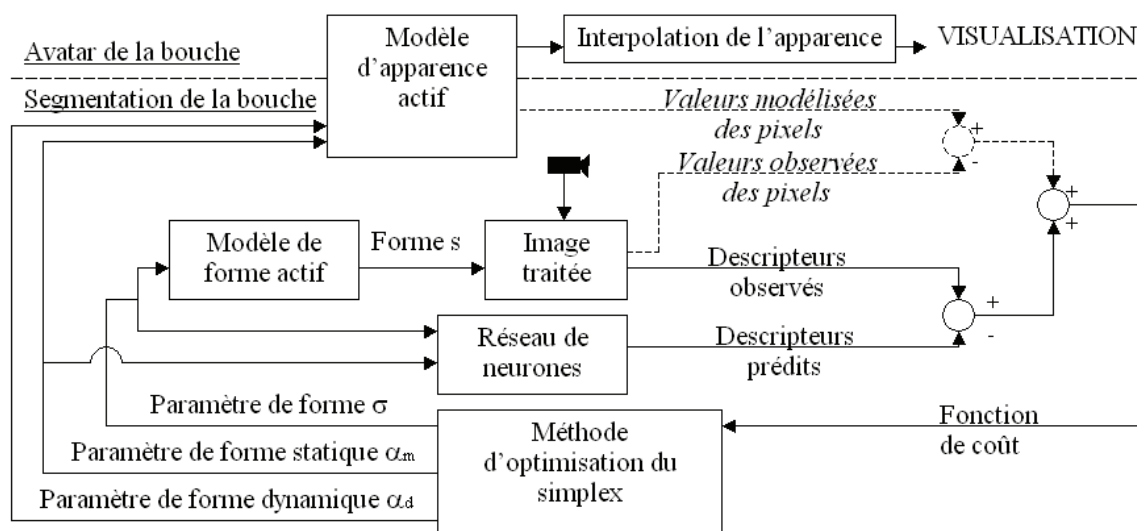 Modèle
d'apparence
actif
Interpolation de l'apparence
VISUALISATION
Avatar de la bouche
Segmentation de la bouche
Valeurs modélisées
des pixels
+
-
Valeurs observées
des pixels
+
+
Modèle de
forme actif
Forme s
Image
traitée
Descripteurs
observés
+
-
Réseau de
neurones
Descripteurs
prédits
Paramètre de forme σ
Paramètre de forme statique αm
Paramètre de forme dynamique αd
Méthode
d'optimisation du
simplex
Fonction
de coût